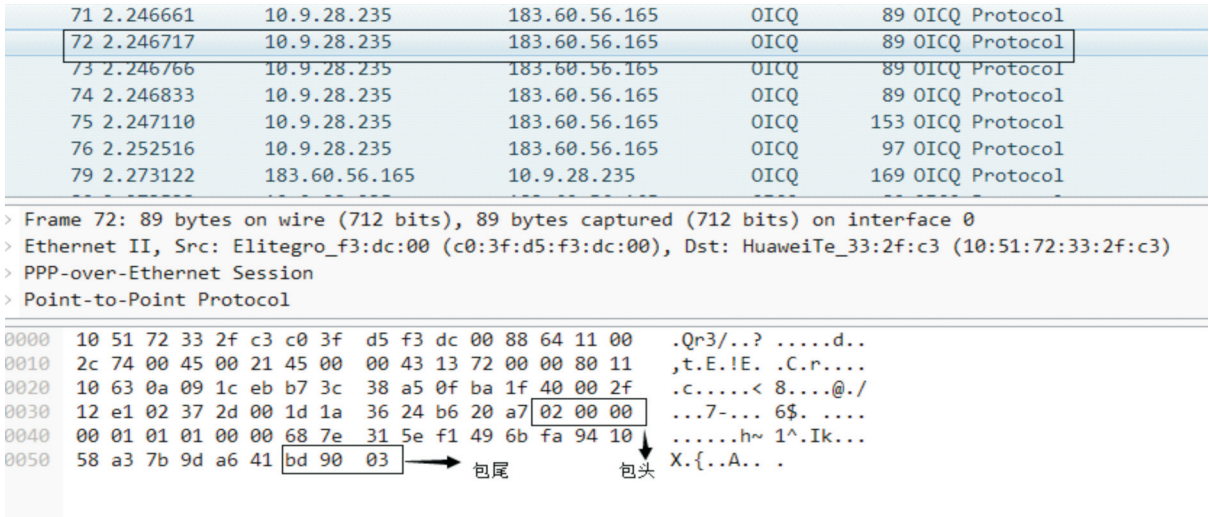 71 2.246661 10.9.28.235 183.60.56.165 OICQ 89 OICQ Protocol
72 2.246717 10.9.28.235 183.60.56.165 OICQ 89 OICQ Protocol
73 2.246766 10.9.28.235 183.60.56.165 OICQ 89 OICQ Protocol
74 2.246833 10.9.28.235 183.60.56.165 OICQ 89 OICQ Protocol
75 2.247110 10.9.28.235 183.60.56.165 OICQ 153 OICQ Protocol
76 2.252516 10.9.28.235 183.60.56.165 OICQ 97 OICQ Protocol
79 2.273122 183.60.56.165 10.9.28.235 OICQ 169 OICQ Protocol
> Frame 72: 89 bytes on wire (712 bits), 89 bytes captured (712 bits) on interface 0
> Ethernet II, Src: Elitegro_f3:dc:00 (c0:3f:d5:f3:dc:00), Dst: HuaweiTe_33:2f:c3 (10:51:72:33:2f:c3)
> PPP-over-Ethernet Session
> Point-to-Point Protocol
0000 10 51 72 33 2f c3 c0 3f d5 f3 dc 00 88 64 11 00 .Qr3/..? .....d..
0010 2c 74 00 45 00 21 45 00 00 43 13 72 00 00 80 11 ,t.E.!E. .C.r....
0020 10 63 0a 09 1c eb b7 3c 38 a5 0f ba 1f 40 00 2f .c.....< 8....@./
0030 12 e1 02 37 2d 00 1d 1a 36 24 b6 20 a7 02 00 00 ...7-... 6$. ....
0040 00 01 01 01 00 00 68 7e 31 5e f1 49 6b fa 94 10 ......h~ 1^.Ik...
0050 58 a3 7b 9d a6 41 bd 90 03 包尾 包头 X.{..A.. .